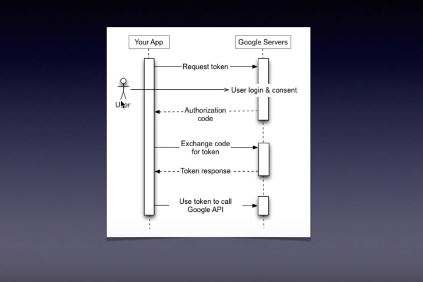 Your App
Google Servers
Request token
User login & consent
User
Authorization
code
Exchange code
for token
Token response
Use token to call
Google API